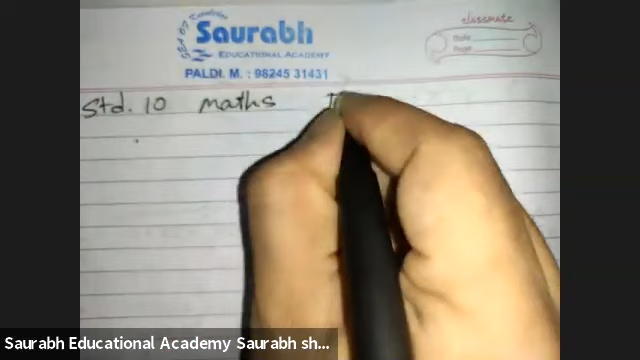 classmate
Saurabh
EDUCATIONAL ACADEMY
Date
Page
PALDI. M. : 98245 31431
Std. 10 maths
Saurabh Educational Academy Saurabh sh...